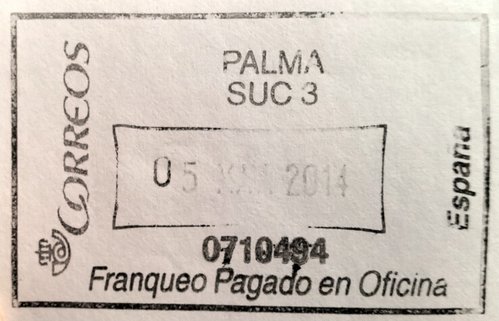 CORREOS
PALMA
SUC 3
05 2014
0710494
Franqueo Pagado en Oficina
España